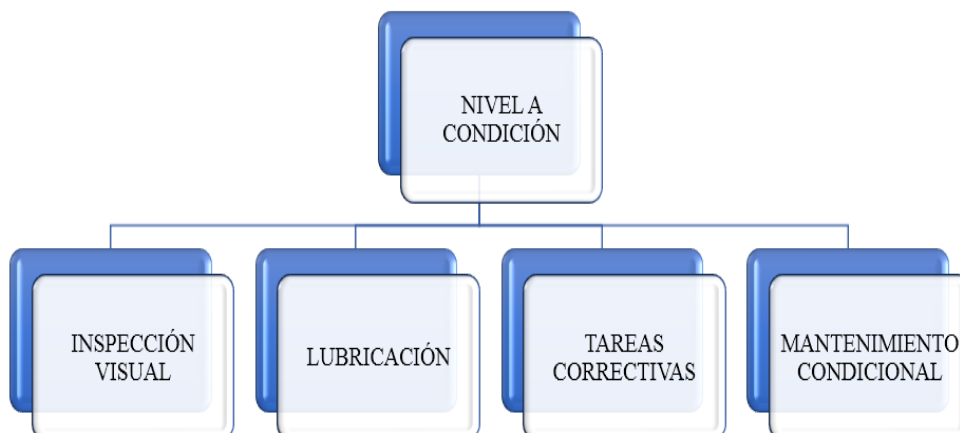 NIVEL A
CONDICIÓN
INSPECCIÓN
VISUAL
LUBRICACIÓN
TAREAS
CORRECTIVAS
MANTENIMIENTO
CONDICIONAL